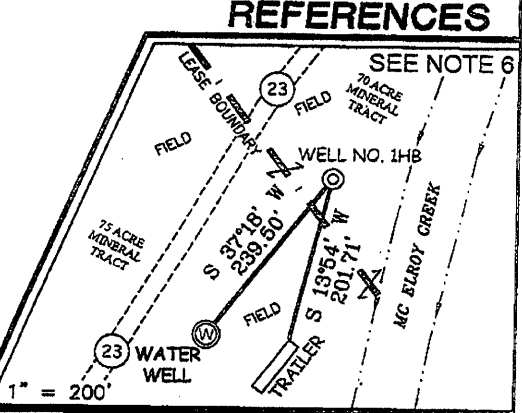 REFERENCES
SEE NOTE 6
LEASE BOUNDARY
23
FIELD
70 ACRE
MINERAL
TRACT
FIELD
WELL NO. 1HB
75 ACRE
MINERAL
TRACT
S 37°18' W
239.50'
S 13°54' W
201.71'
MC ELROY CREEK
FIELD
W
WATER
WELL
23
TRAILER
1" = 200'